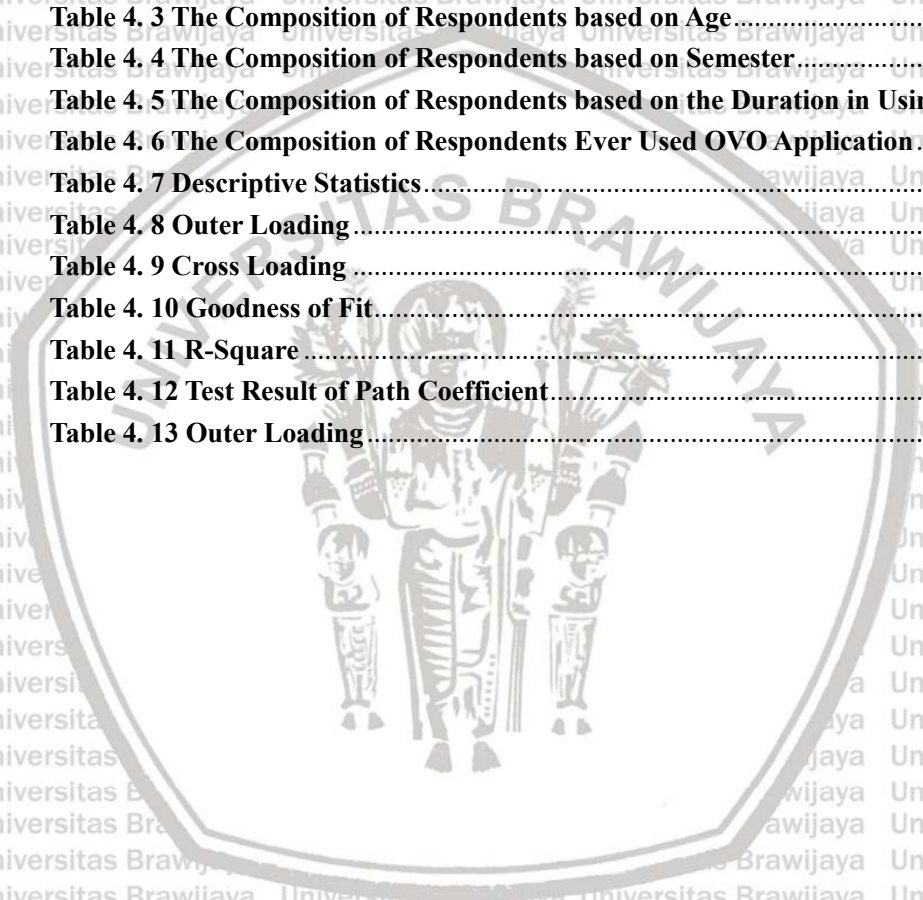 Table 4. 3 The Composition of Respondents based on Age
Table 4. 4 The Composition of Respondents based on Semester
Table 4. 5 The Composition of Respondents based on the Duration in
Table 4. 6 The Composition of Respondents Ever Used OVO Application
Table 4. 7 Descriptive Statistics
Table 4. 8 Outer Loading
Table 4. 9 Cross Loading
Table 4. 10 Goodness of Fit
Table 4. 11 R-Square
Table 4. 12 Test Result of Path Coefficient
Table 4. 13 Outer Loading
UNIVERSITAS BRAWIJAYA